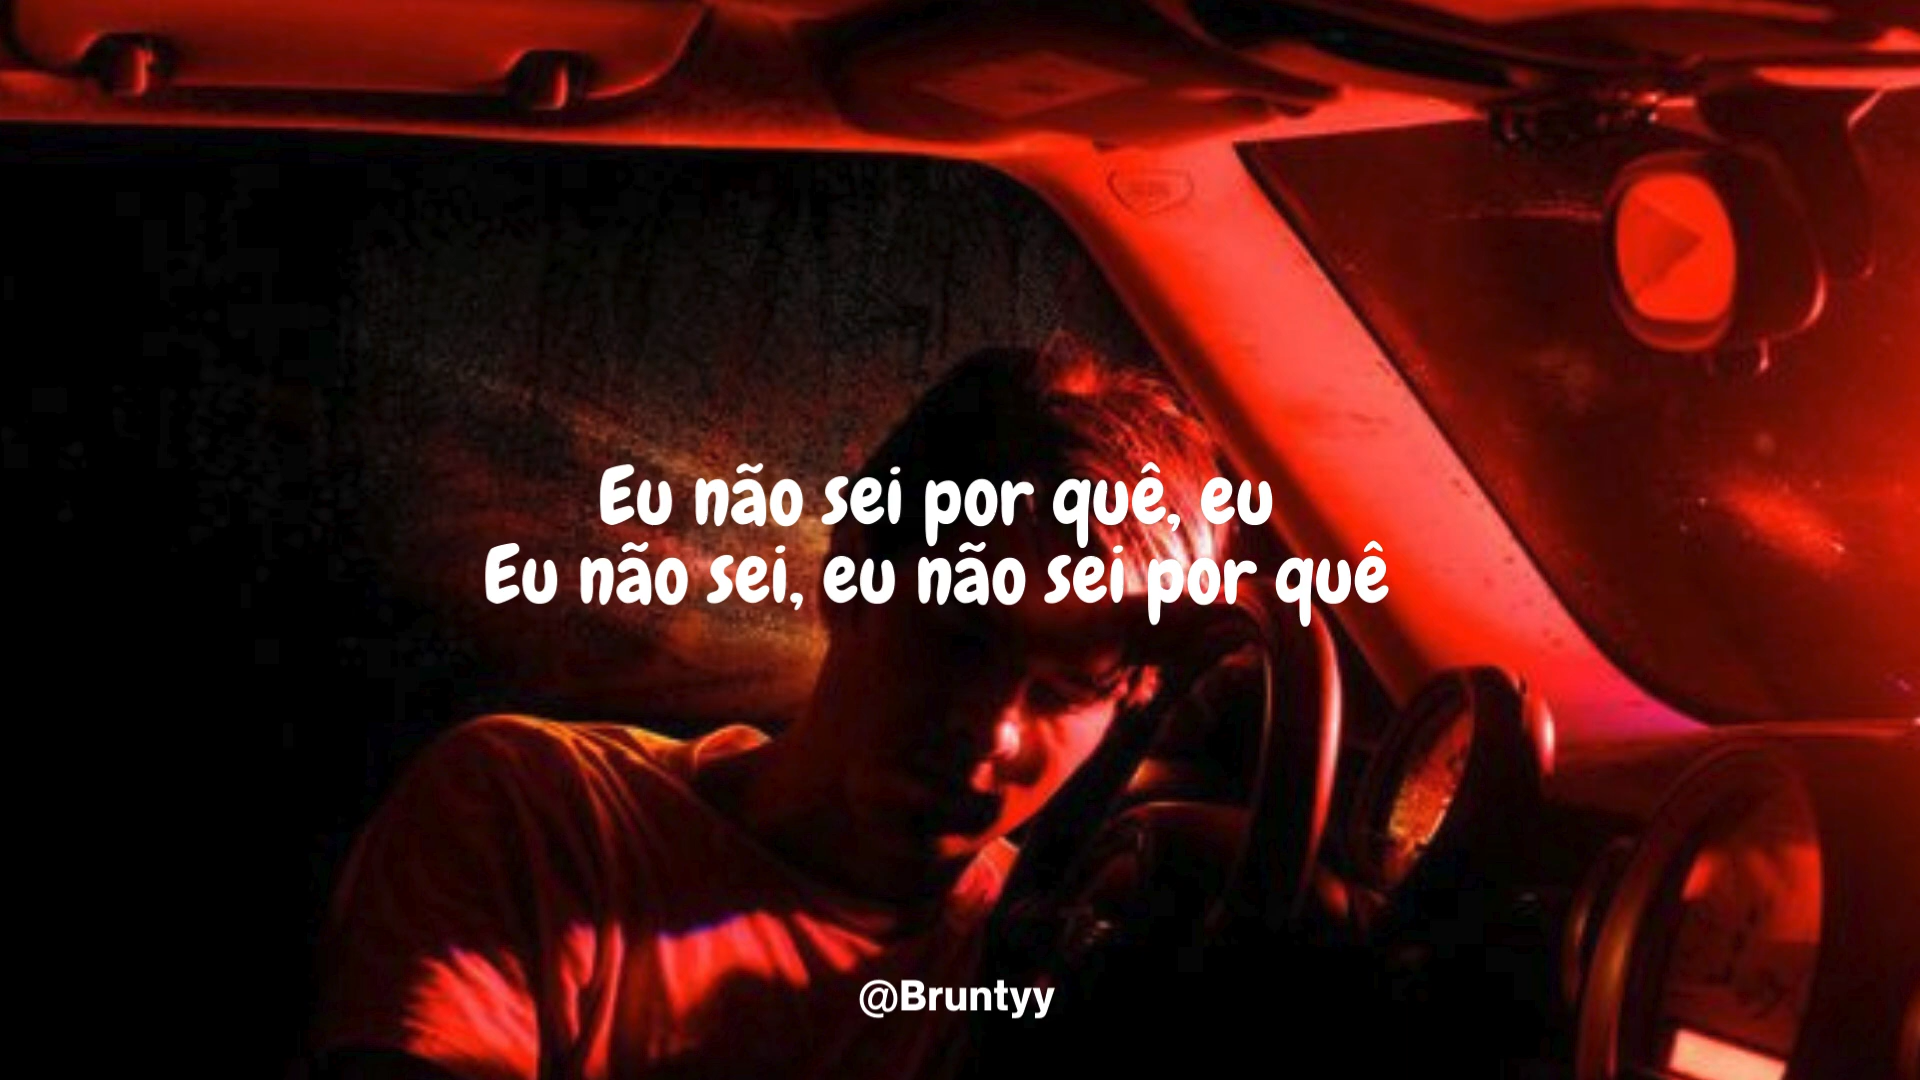 Eu não sei por quê, eu
Eu não sei, eu não sei por quê
@Bruntyy